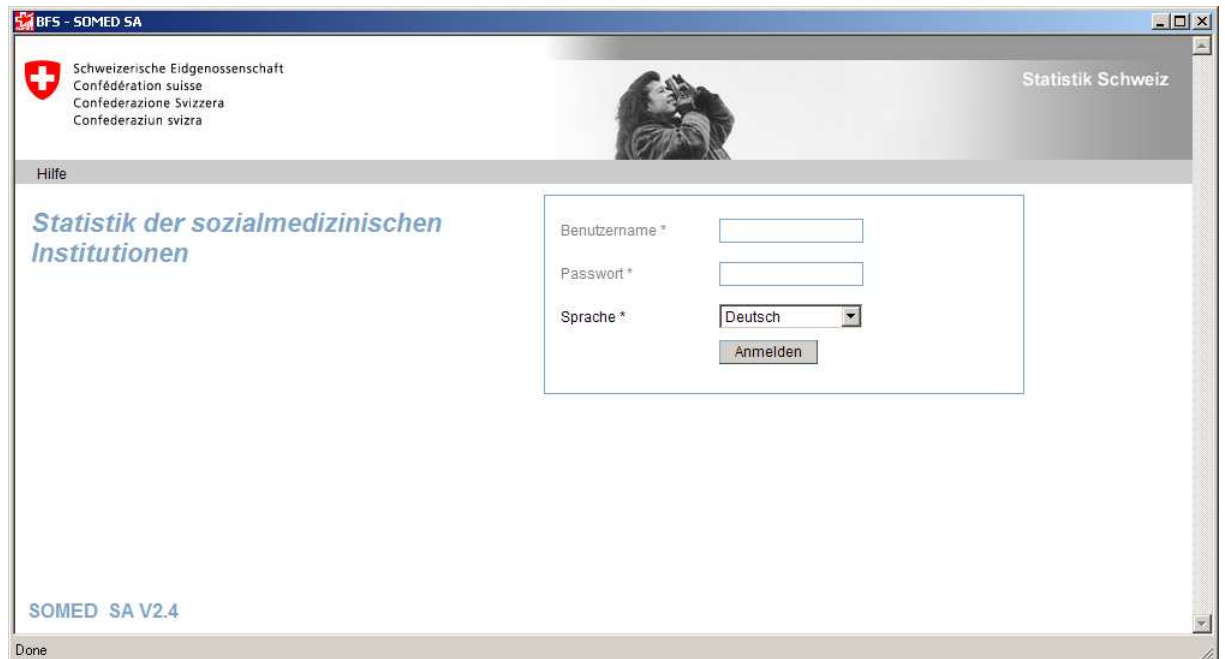 BFS - SOMED SA
Schweizerische Eidgenossenschaft
Confédération suisse
Confederazione Svizzera
Confederaziun svizra
Statistik Schweiz
Hilfe
Statistik der sozialmedizinischen
Institutionen
Benutzername *
Passwort *
Sprache * Deutsch
Anmelden
SOMED SA V2.4
Done